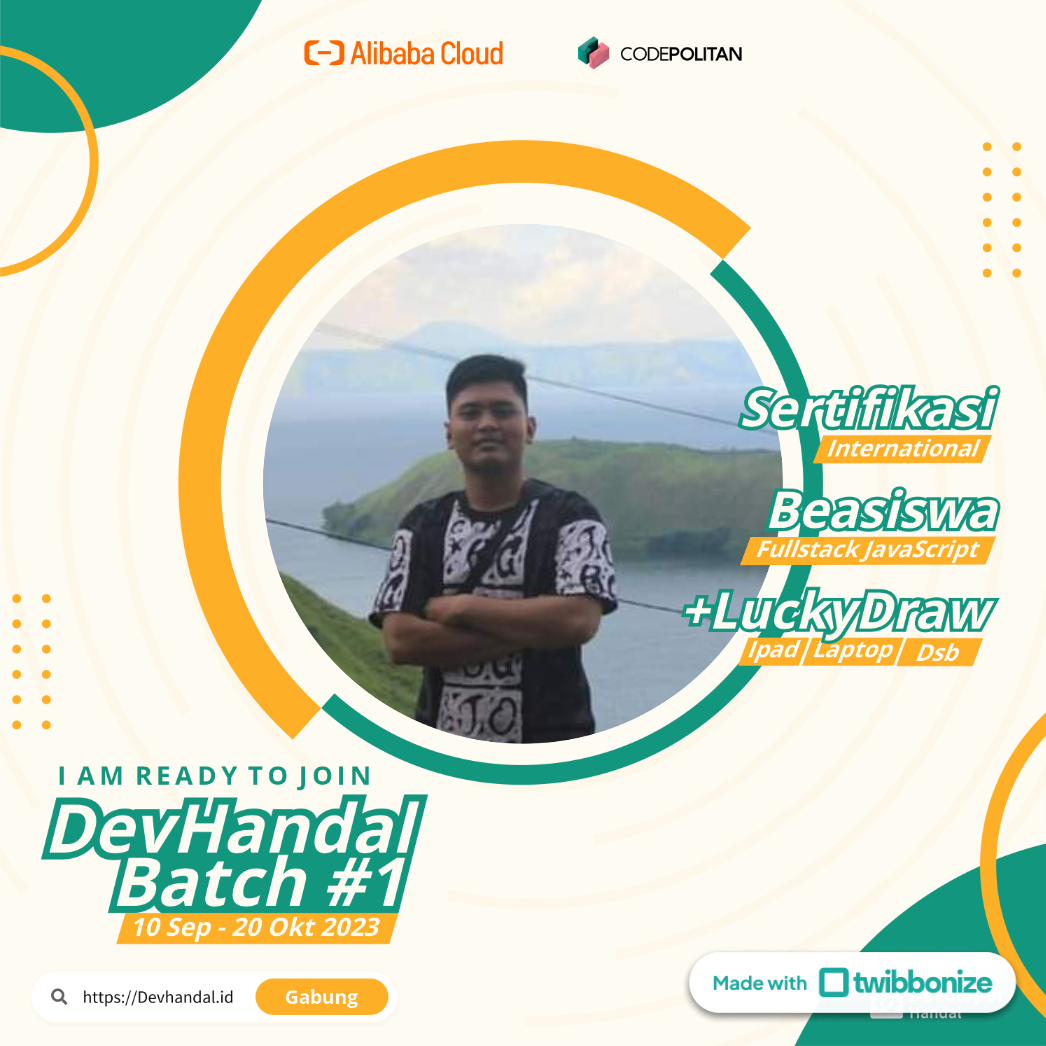 Alibaba Cloud
CODEPOLITAN
Sertifikasi
International
Beasiswa
Fullstack JavaScript
+LuckyDraw
Ipad Laptop Dsb
I AM READY TO JOIN
DevHandal
Batch #1
10 Sep - 20 Okt 2023
https://Devhandal.id
Gabung
Made with twibbonize
Handal